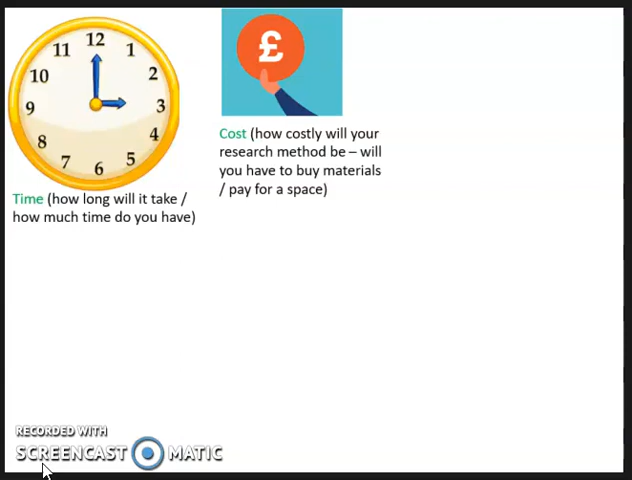 12
11
1
10
2
9
3
8
4
7
5
6
£
Time (how long will it take /
how much time do you have)
Cost (how costly will your
research method be – will
you have to buy materials
/ pay for a space)
RECORDED WITH
SCREENCAST MATIC